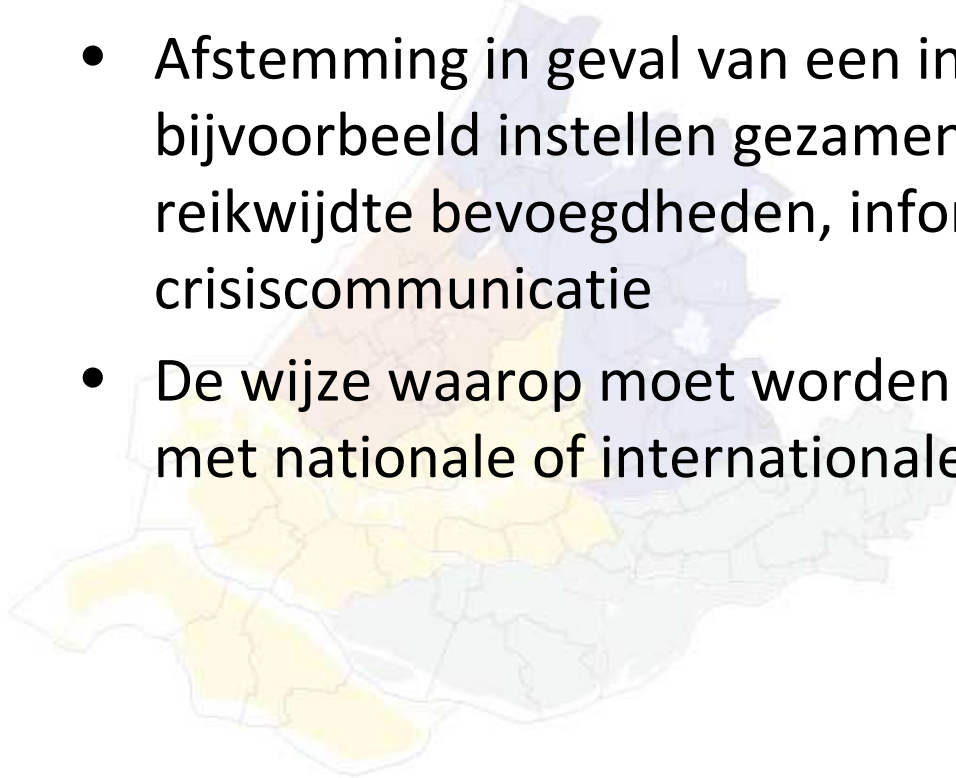 • Afstemming in geval van een in
bijvoorbeeld instellen gezamen
reikwijdte bevoegdheden, infor
crisiscommunicatie
• De wijze waarop moet worden
met nationale of internationale